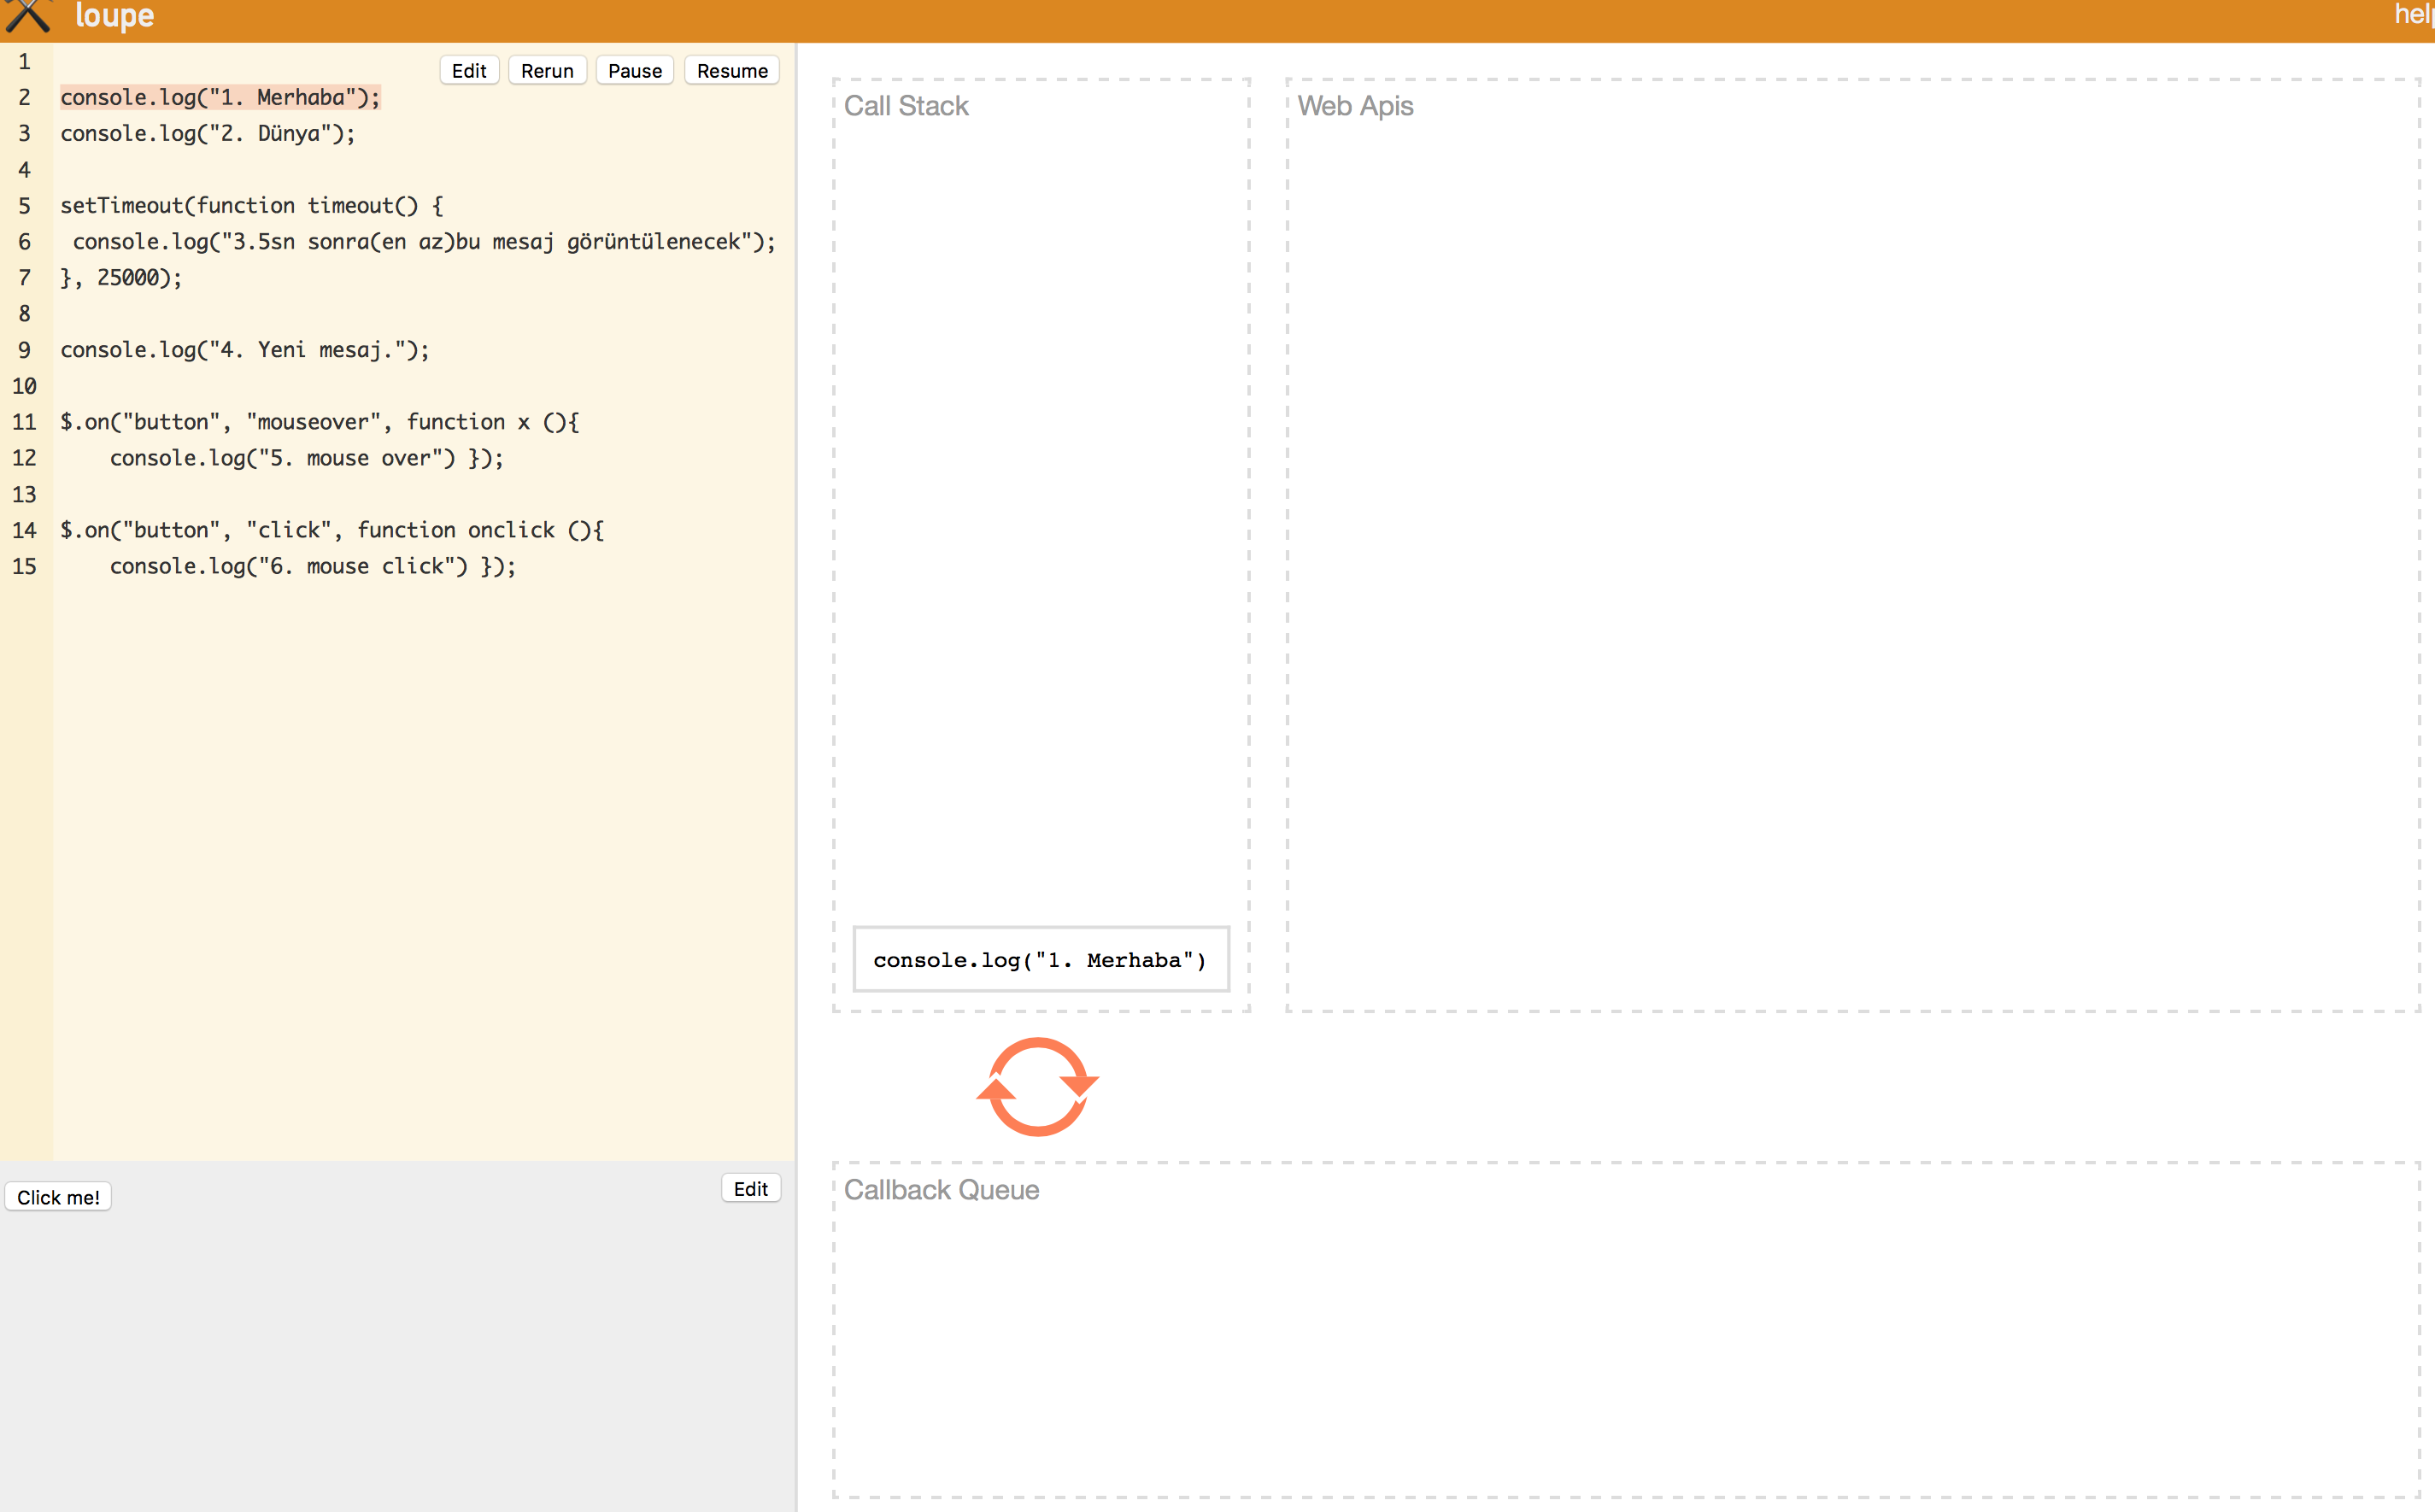 loupe
hel
Edit Rerun Pause Resume
1
2 console.log("1. Merhaba");
3 console.log("2. Dünya");
4
5 setTimeout(function timeout() {
6 console.log("3.5sn sonra(en az)bu mesaj görüntülenecek");
7 }, 25000);
8
9 console.log("4. Yeni mesaj.");
10
11 $.on("button", "mouseover", function x (){
12 console.log("5. mouse over") });
13
14 $.on("button", "click", function onclick (){
15 console.log("6. mouse click") });
Click me!
Edit
Call Stack
console.log("1. Merhaba")
Web Apis
Callback Queue